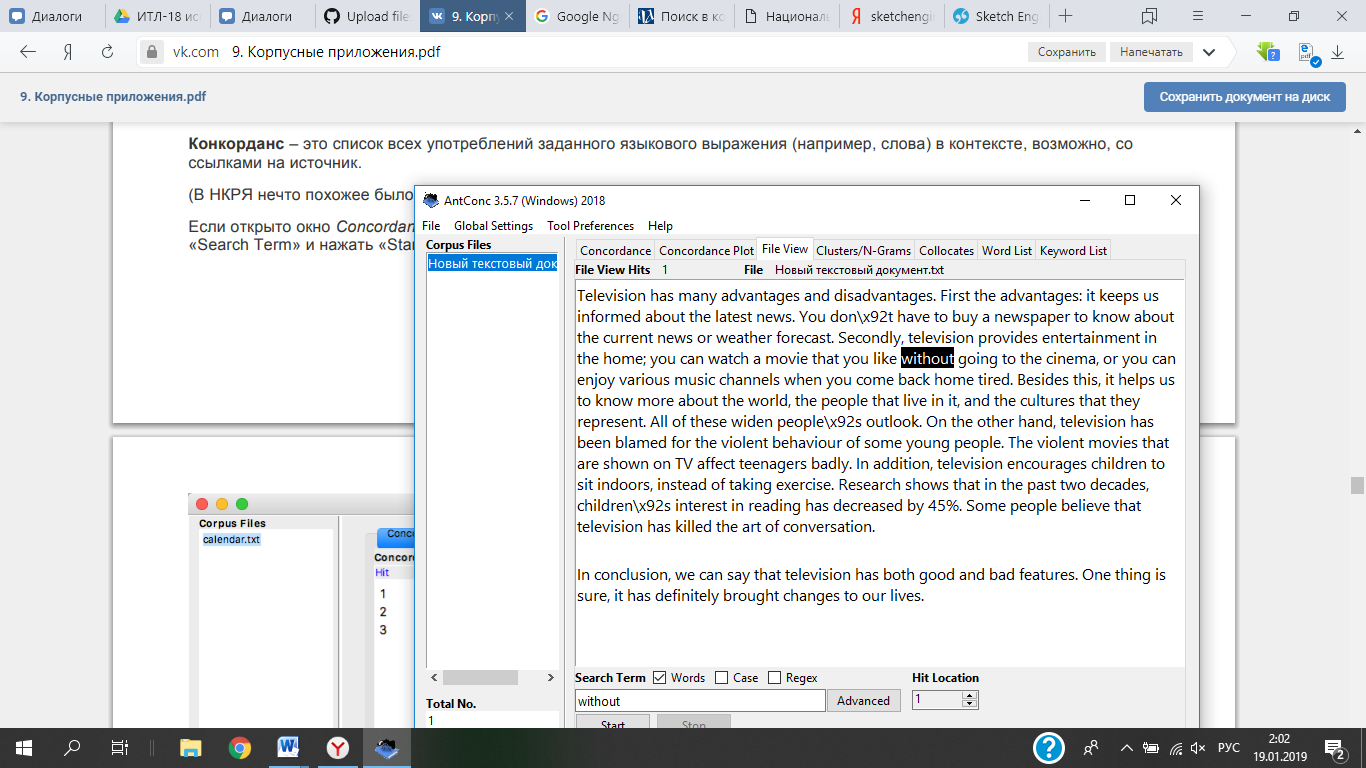 Диалоги
ИТЛ-18 ис
Диалоги
Upload file
9. Корпу
Google Ng
Поиск в ко
Националь
sketchengi
Sketch Eng
vk.com 9. Корпусные приложения.pdf
Сохранить
Напечатать
9. Корпусные приложения.pdf
Сохранить документ на диск
Конкорданс – это список всех употреблений заданного языкового выражения (например, слова) в контексте, возможно, со
ссылками на источник.
(В НКРЯ нечто похожее было
Если открыто окно Concordan
«Search Term» и нажать «Star
AntConc 3.5.7 (Windows) 2018
File Global Settings Tool Preferences Help
Corpus Files
Новый текстовый док
Concordance Concordance Plot File View Clusters/N-Grams Collocates Word List Keyword List
File View Hits 1 File Новый текстовый документ.txt
Television has many advantages and disadvantages. First the advantages: it keeps us
informed about the latest news. You don\x92t have to buy a newspaper to know about
the current news or weather forecast. Secondly, television provides entertainment in
the home; you can watch a movie that you like without going to the cinema, or you can
enjoy various music channels when you come back home tired. Besides this, it helps us
to know more about the world, the people that live in it, and the cultures that they
represent. All of these widen people\x92s outlook. On the other hand, television has
been blamed for the violent behaviour of some young people. The violent movies that
are shown on TV affect teenagers badly. In addition, television encourages children to
sit indoors, instead of taking exercise. Research shows that in the past two decades,
children\x92s interest in reading has decreased by 45%. Some people believe that
television has killed the art of conversation.
In conclusion, we can say that television has both good and bad features. One thing is
sure, it has definitely brought changes to our lives.
Search Term Words Case Regex Hit Location
without
Advanced
1
Start
Stop
Total No.
1
Corpus Files
calendar.txt
Conc
Concor
Hit
1
2
3
РУС
2:02
19.01.2019
2